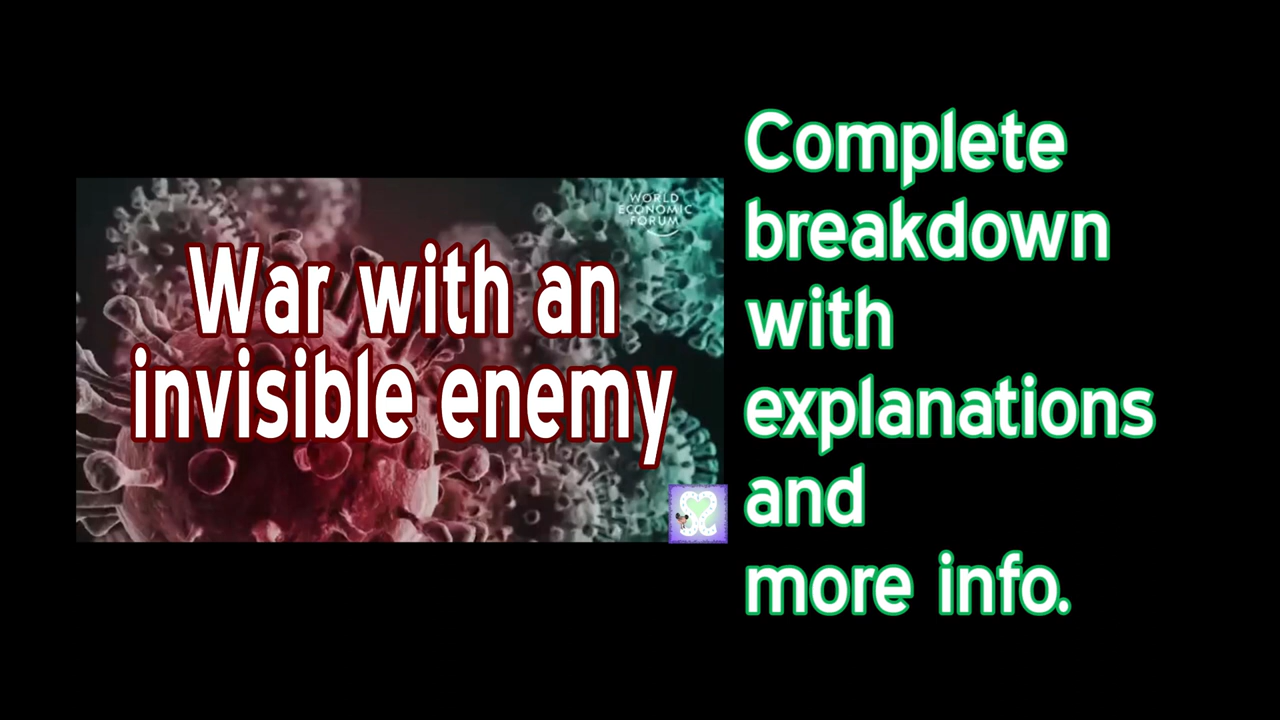 WORLD
ECONOMIC
FORUM
War with an
invisible enemy
Complete
breakdown
with
explanations
and
more info.